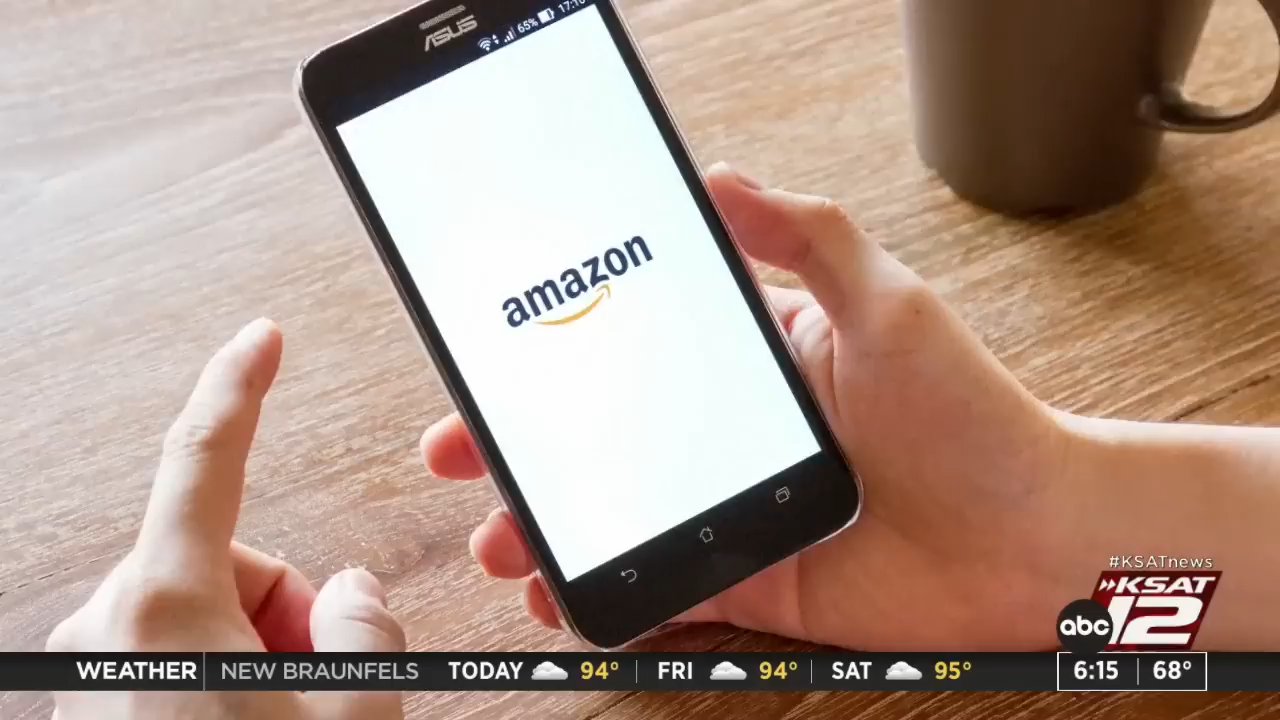 ASUS
65%
amazon
#KSATnews
KSAT
abc 12
WEATHER NEW BRAUNFELS TODAY 94° FRI 94° SAT 95° 6:15 68°